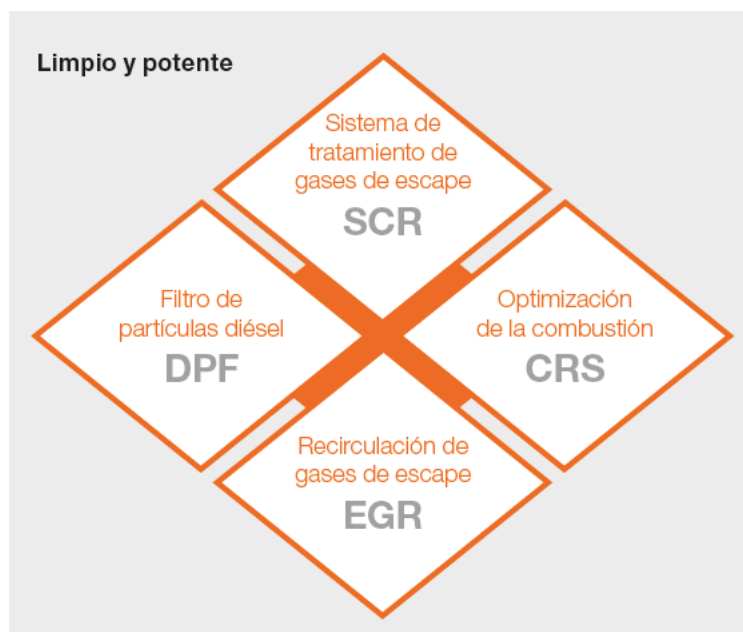 Limpio y potente
Sistema de
tratamiento de
gases de escape
SCR
Filtro de
partículas diésel
DPF
Optimización
de la combustión
CRS
Recirculación de
gases de escape
EGR